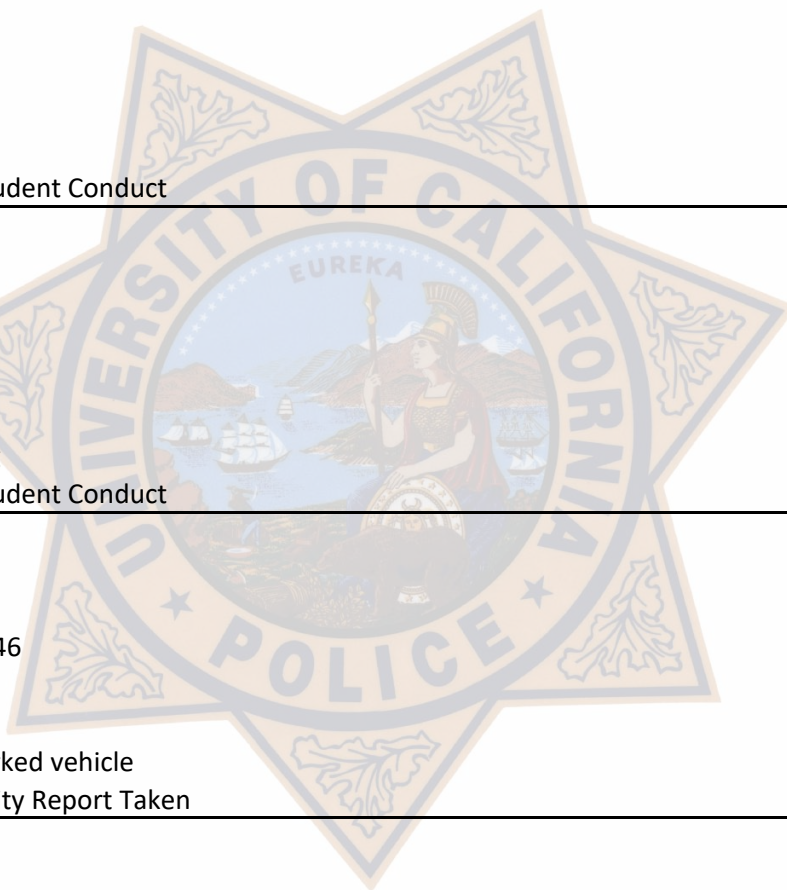 udent Conduct
UNIVERSITY OF CALIFORNIA
EUREKA
udent Conduct
46
POLICE
ked vehicle
ty Report Taken